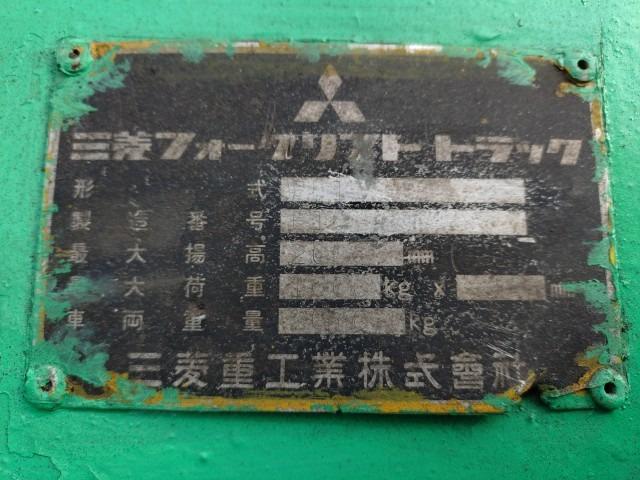 三菱フォークリフトトラック
形 式
製造番号
最大揚高 mm
最大荷重 kg x mm
車両重量 kg
三菱重工業株式會社